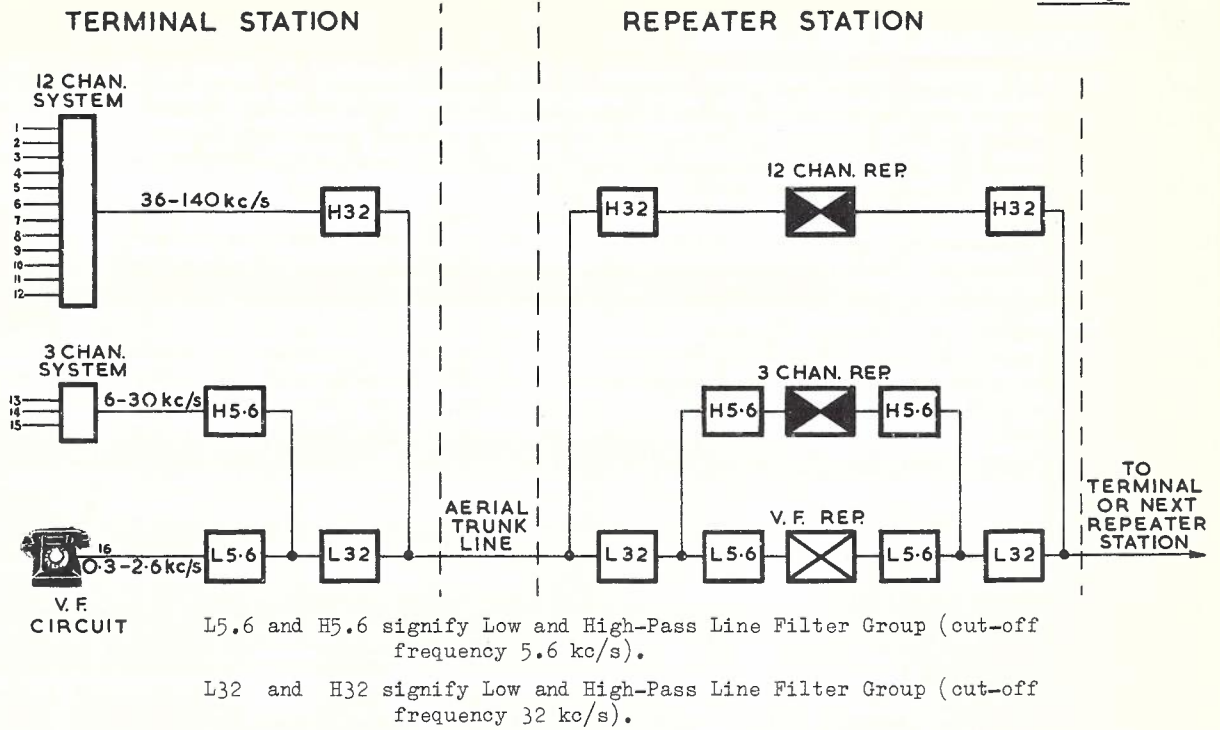 TERMINAL STATION
REPEATER STATION
12 CHAN.
SYSTEM
1
2
3
4
5
6
7
8
9
10
11
12
36-140 kc/s
H32
H32
12 CHAN. REP.
H32
3 CHAN.
SYSTEM
13
14
15
6-30 kc/s
H5·6
3 CHAN. REP.
H5·6
H5·6
AERIAL
TRUNK
LINE
TO
TERMINAL
OR NEXT
REPEATER
STATION
V.F. REP.
16
0·3-2·6 kc/s
L5·6
L32
L32
L5·6
L5·6
L32
V.F.
CIRCUIT
L5.6 and H5.6 signify Low and High-Pass Line Filter Group (cut-off
frequency 5.6 kc/s).
L32 and H32 signify Low and High-Pass Line Filter Group (cut-off
frequency 32 kc/s).